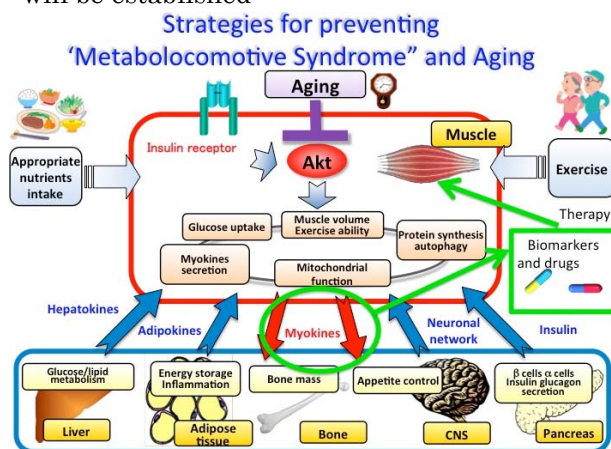 will be established
Strategies for preventing
‘Metabolocomotive Syndrome” and Aging
Aging
Insulin receptor
Muscle
Appropriate
nutrients
intake
Akt
Exercise
Therapy
Glucose uptake
Muscle volume
Exercise ability
Protein synthesis
autophagy
Biomarkers
and drugs
Myokines
secretion
Mitochondrial
function
Hepatokines
Adipokines
Myokines
Neuronal
network
Insulin
Glucose/lipid
metabolism
Energy storage
Inflammation
Bone mass
Appetite control
β cells α cells
Insulin glucagon
secretion
Liver
Adipose
tissue
Bone
CNS
Pancreas